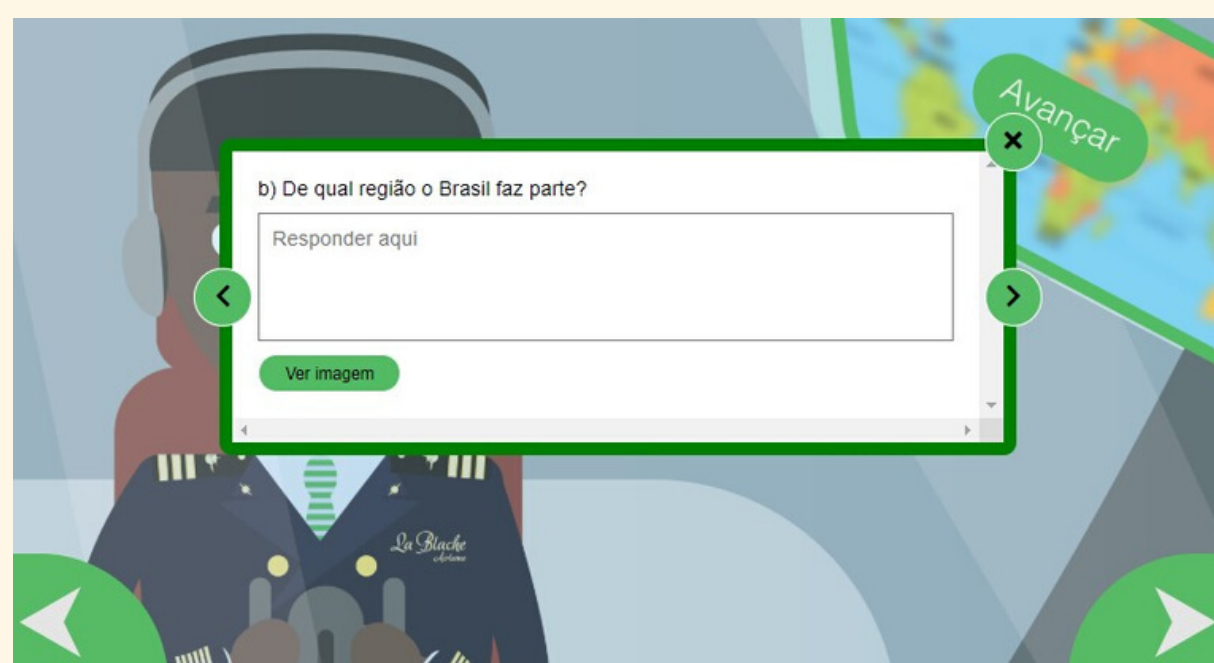 Avançar
b) De qual região o Brasil faz parte?
Responder aqui
Ver imagem
La Blache